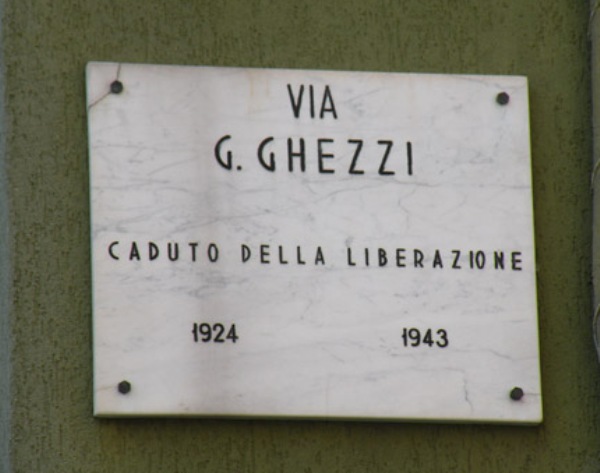 VIA
G. GHEZZI
CADUTO DELLA LIBERAZIONE
1924 1943